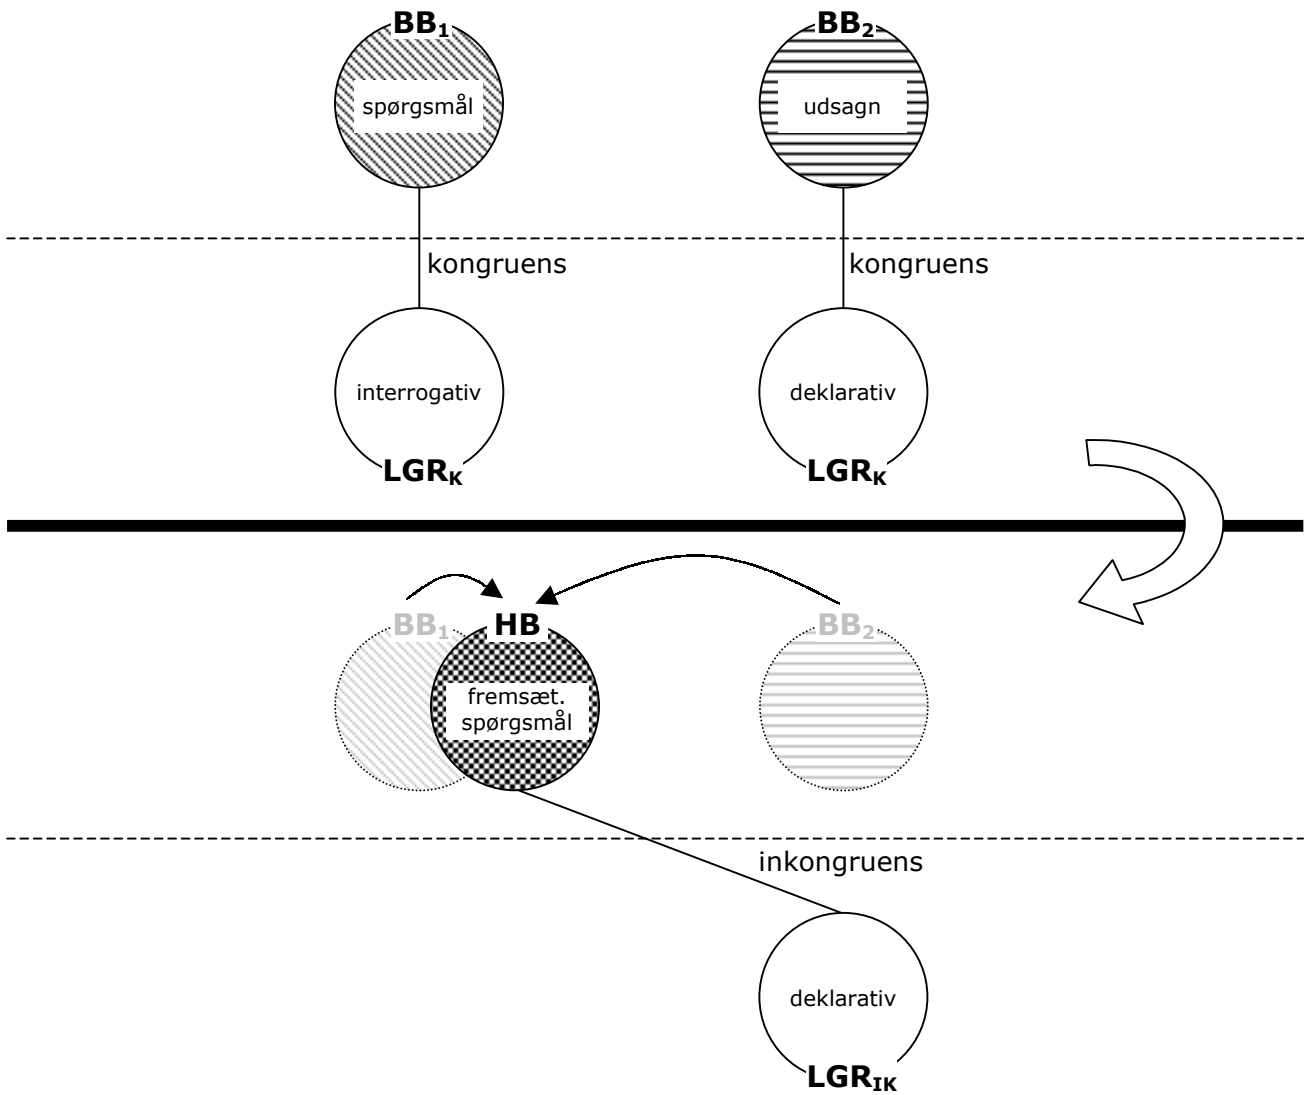 BB₁ BB₂
spørgsmål udsagn
kongruens kongruens
interrogativ deklarativ
LGR_K LGR_K
BB₁ HB BB₂
fremsæt.
spørgsmål
inkongruens
deklarativ
LGR_IK